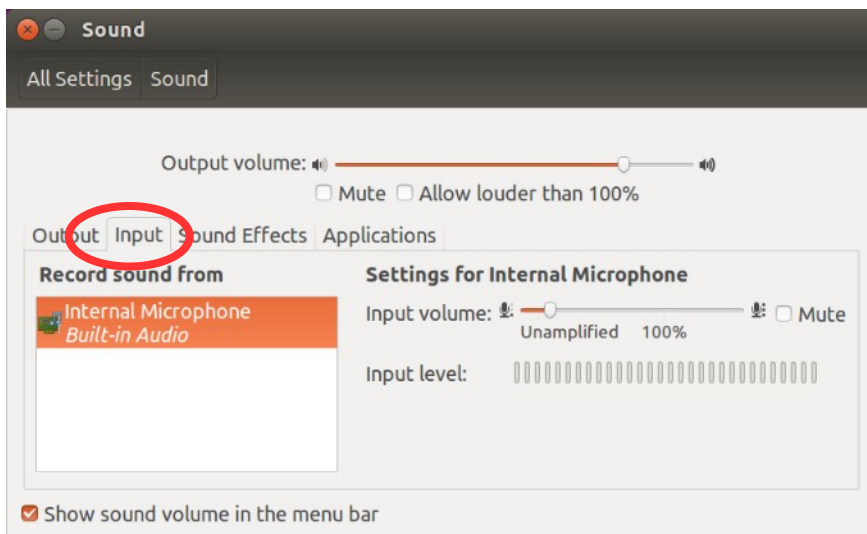 Sound
All Settings Sound
Output volume:
Mute Allow louder than 100%
Output Input Sound Effects Applications
Record sound from
Internal Microphone
Built-in Audio
Settings for Internal Microphone
Input volume: Mute
Unamplified 100%
Input level:
Show sound volume in the menu bar